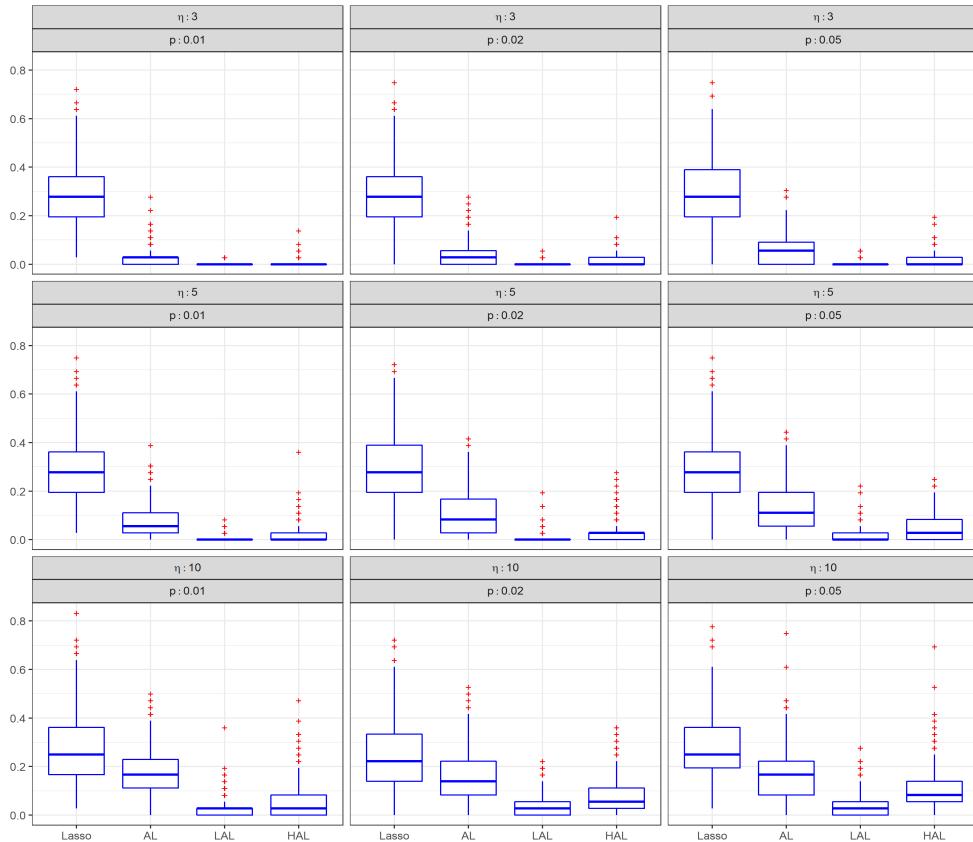 η : 3
η : 3
η : 3
p : 0.01
p : 0.02
p : 0.05
0.8
0.6
0.4
0.2
0.0
η : 5
η : 5
η : 5
p : 0.01
p : 0.02
p : 0.05
0.8
0.6
0.4
0.2
0.0
η : 10
η : 10
η : 10
p : 0.01
p : 0.02
p : 0.05
0.8
0.6
0.4
0.2
0.0
Lasso AL LAL HAL
Lasso AL LAL HAL
Lasso AL LAL HAL